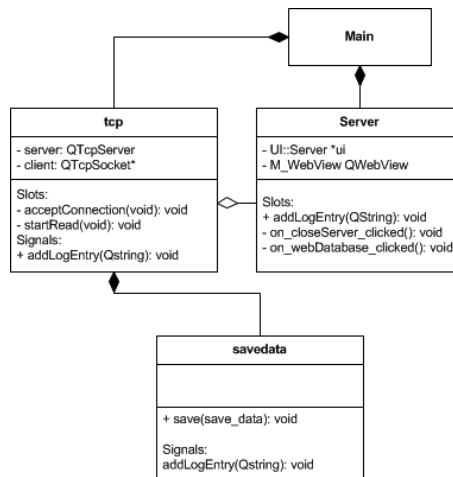 Main
tcp
- server: QTcpServer
- client: QTcpSocket*
Slots:
- acceptConnection(void): void
- startRead(void): void
Signals:
+ addLogEntry(Qstring): void
Server
- UI::Server *ui
- M_WebView QWebView
Slots:
+ addLogEntry(QString): void
- on_closeServer_clicked(): void
- on_webDatabase_clicked(): void
savedata
+ save(save_data): void
Signals:
addLogEntry(Qstring): void